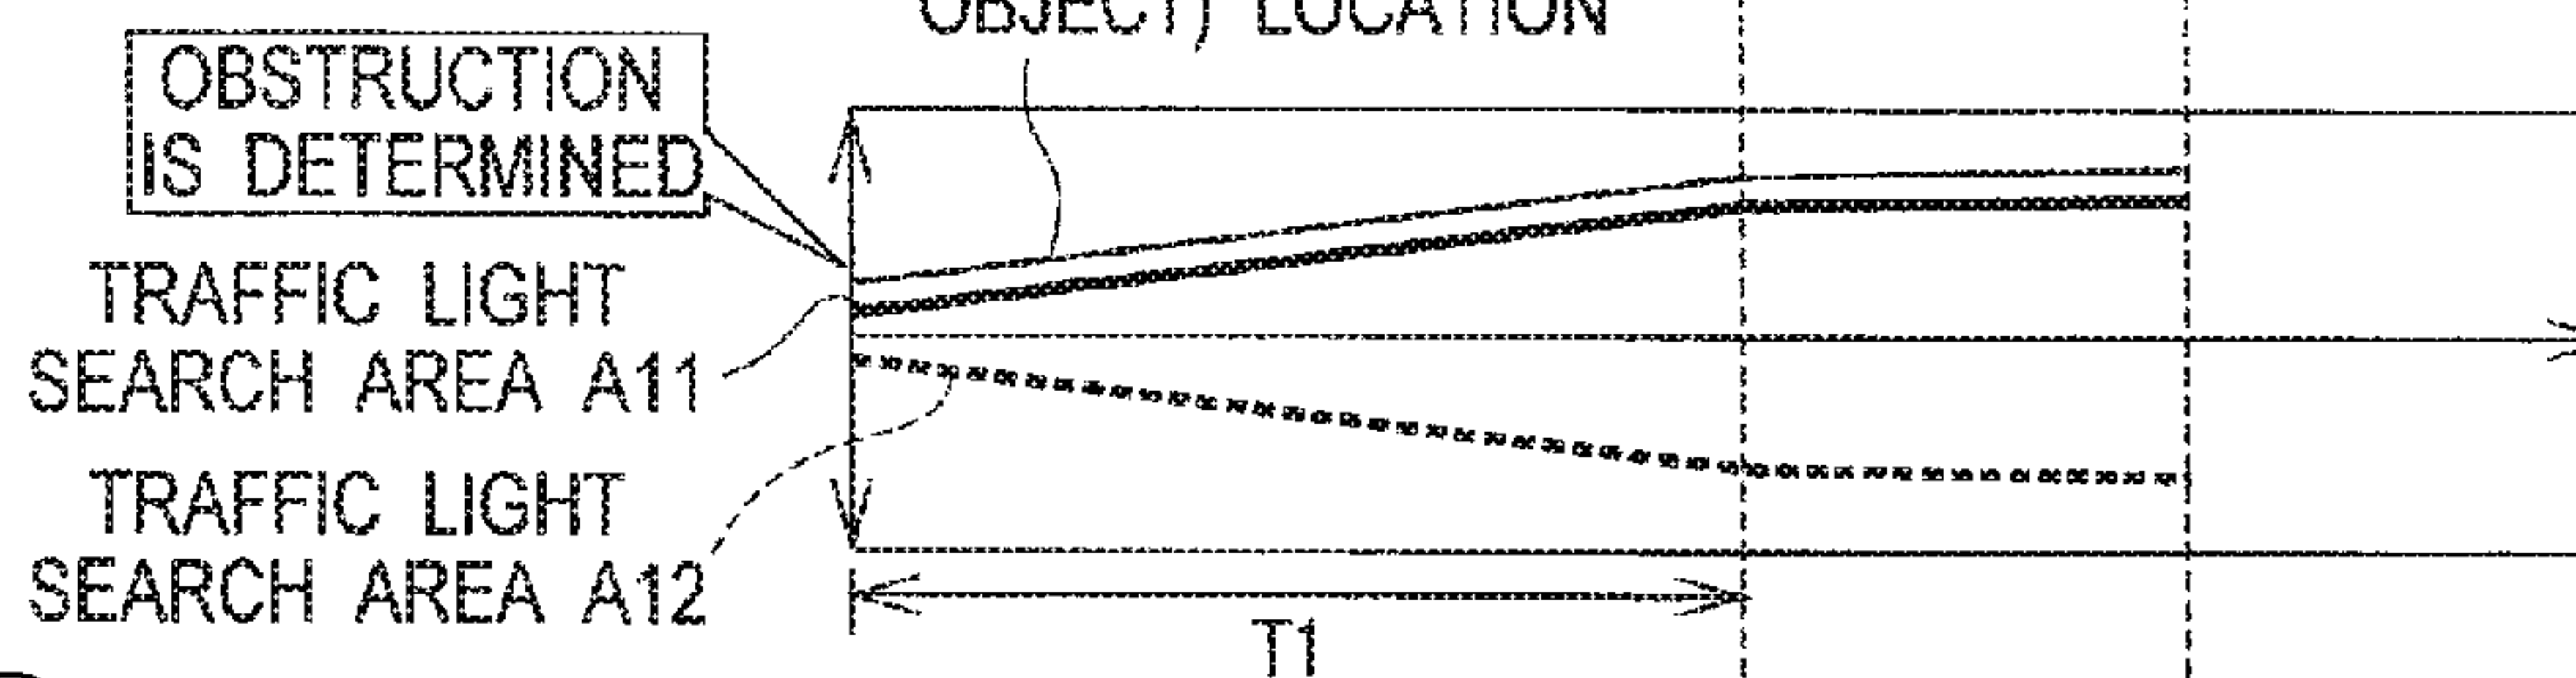 OBJECT) LOCATION
OBSTRUCTION
IS DETERMINED
TRAFFIC LIGHT
SEARCH AREA A11
TRAFFIC LIGHT
SEARCH AREA A12
T1